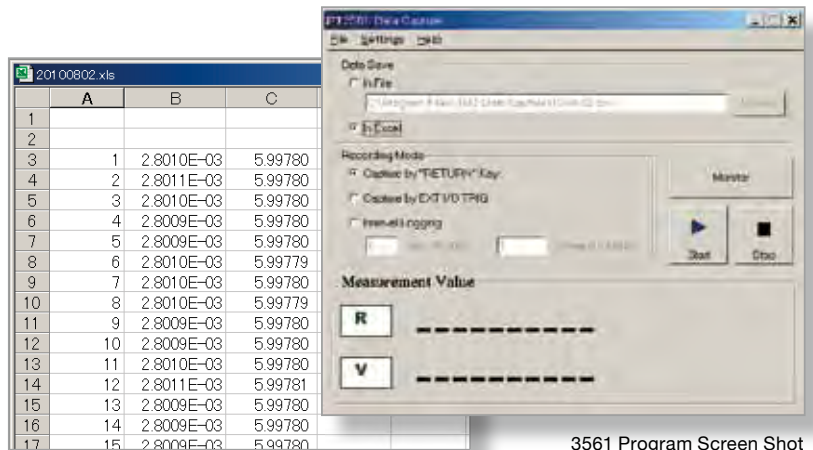 20100802.xls
A B C
1
2
3 1 2.8010E-03 5.99780
4 2 2.8011E-03 5.99780
5 3 2.8010E-03 5.99780
6 4 2.8009E-03 5.99780
7 5 2.8009E-03 5.99780
8 6 2.8010E-03 5.99779
9 7 2.8010E-03 5.99780
10 8 2.8010E-03 5.99779
11 9 2.8009E-03 5.99780
12 10 2.8009E-03 5.99780
13 11 2.8010E-03 5.99780
14 12 2.8011E-03 5.99781
15 13 2.8009E-03 5.99780
16 14 2.8009E-03 5.99780
17 15 2.8009E-03 5.99780
Data Capture
File Settings Help
Data Save
In File
In Excel
Recording Mode
Capture by "RETURN" Key
Capture by EXT I/O TRIG
Interval Logging
Monitor
Start Stop
Measurement Value
R
V
3561 Program Screen Shot